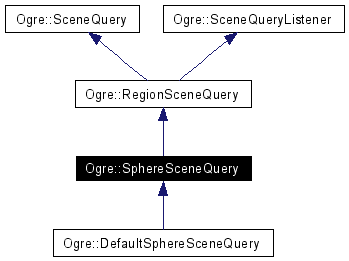 Ogre::SceneQuery
Ogre::SceneQueryListener
Ogre::RegionSceneQuery
Ogre::SphereSceneQuery
Ogre::DefaultSphereSceneQuery